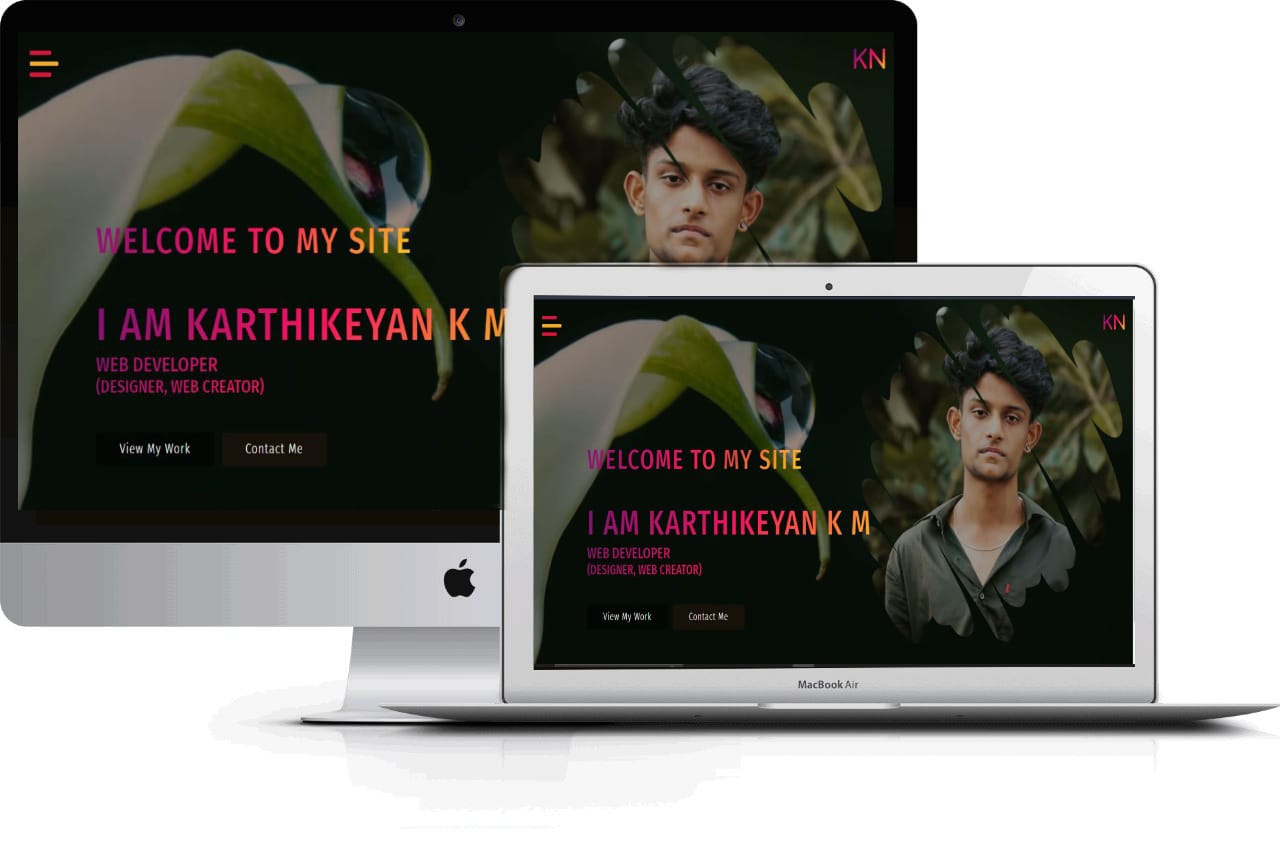 KN
WELCOME TO MY SITE
I AM KARTHIKEYAN K M
WEB DEVELOPER
(DESIGNER, WEB CREATOR)
View My Work Contact Me
KN
WELCOME TO MY SITE
I AM KARTHIKEYAN K M
WEB DEVELOPER
(DESIGNER, WEB CREATOR)
View My Work Contact Me
MacBook Air